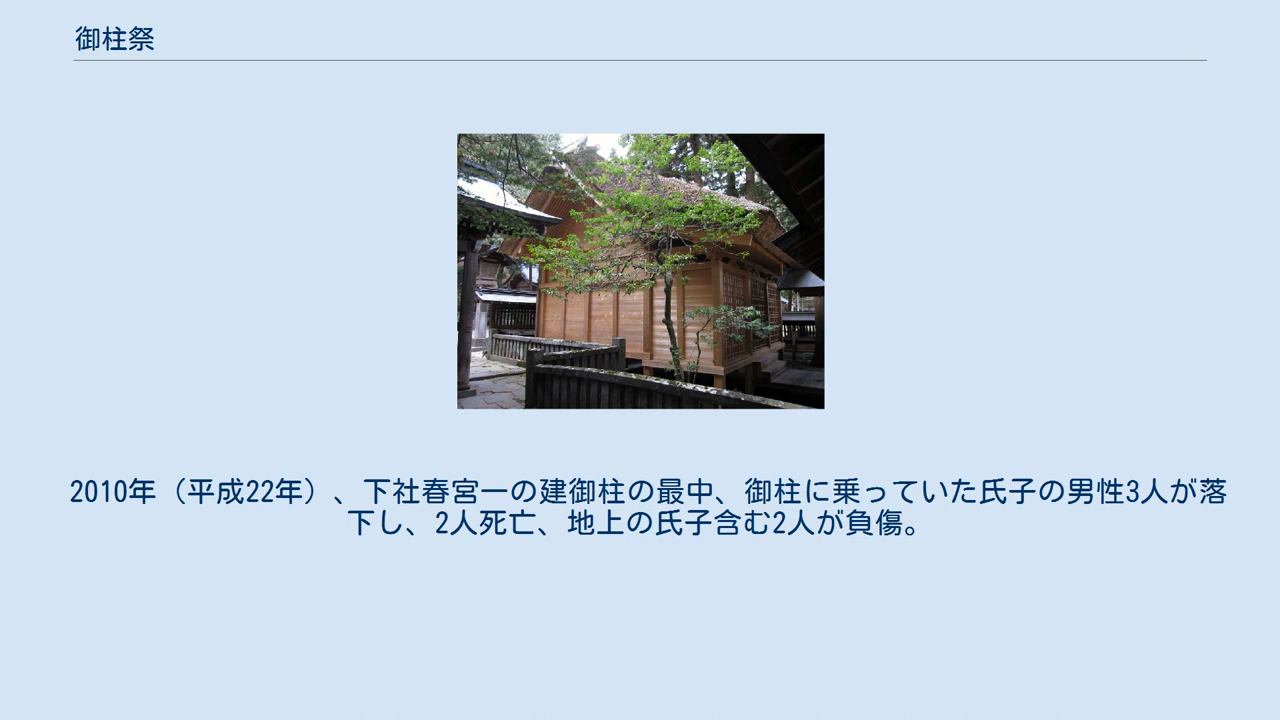 御柱祭
2010年（平成22年）、下社春宮一の建御柱の最中、御柱に乗っていた氏子の男性3人が落
下し、2人死亡、地上の氏子含む2人が負傷。